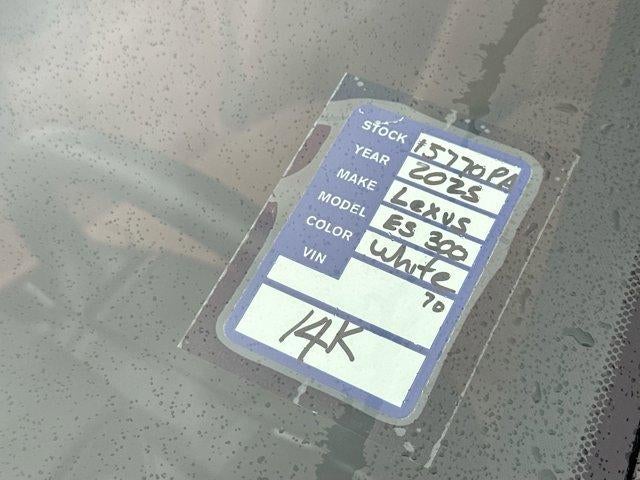 STOCK 15770PA
YEAR 2025
MAKE Lexus
MODEL ES 300
COLOR White
VIN
70
14K